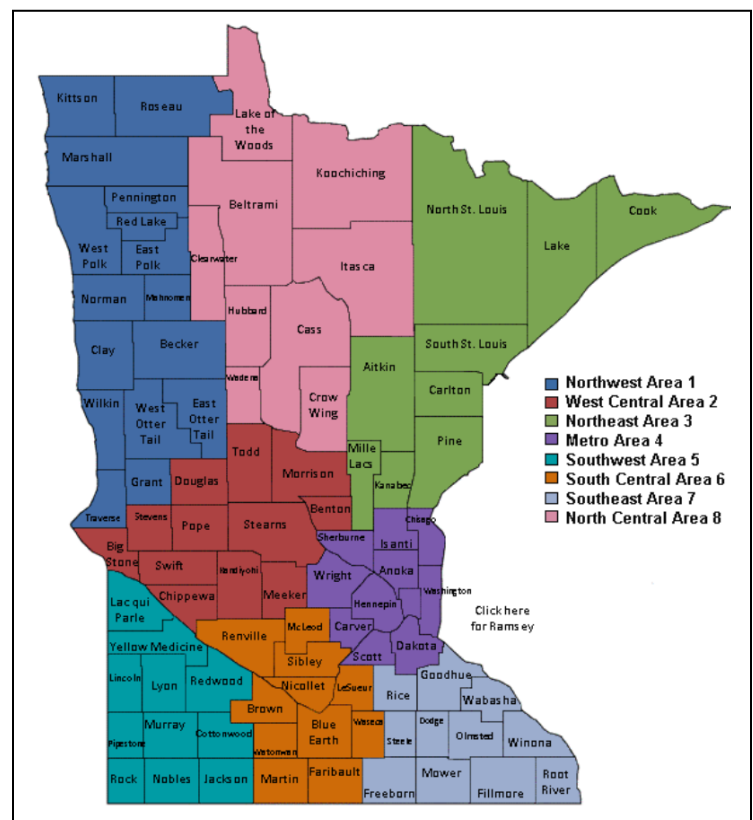 Kittson
Roseau
Lake of
the
Woods
Marshall
Koochiching
Pennington
Beltrami
North St. Louis
Cook
Red Lake
West
Polk
East
Polk
Clearwater
Lake
Itasca
Norman
Mahnomen
Hubbard
Cass
Clay
Becker
South St. Louis
Aitkin
Wadena
Carlton
Crow
Wing
Wilkin
West
Otter
Tail
East
Otter
Tail
Pine
Todd
Mille
Lacs
Morrison
Grant
Douglas
Kanabec
Benton
Traverse
Stevens
Pope
Stearns
Chisago
Sherburne
Isanti
Big
Stone
Swift
Kandiyohi
Anoka
Wright
Washington
Chippewa
Meeker
Hennepin
Lac qui
Parle
Renville
McLeod
Carver
Dakota
Yellow Medicine
Sibley
Scott
Lincoln
Lyon
Redwood
Nicollet
LeSueur
Rice
Goodhue
Wabasha
Brown
Murray
Cottonwood
Blue
Earth
Waseca
Steele
Dodge
Olmsted
Winona
Pipestone
Watonwan
Rock
Nobles
Jackson
Martin
Faribault
Freeborn
Mower
Fillmore
Root
River
Northwest Area 1
West Central Area 2
Northeast Area 3
Metro Area 4
Southwest Area 5
South Central Area 6
Southeast Area 7
North Central Area 8
Click here
for Ramsey